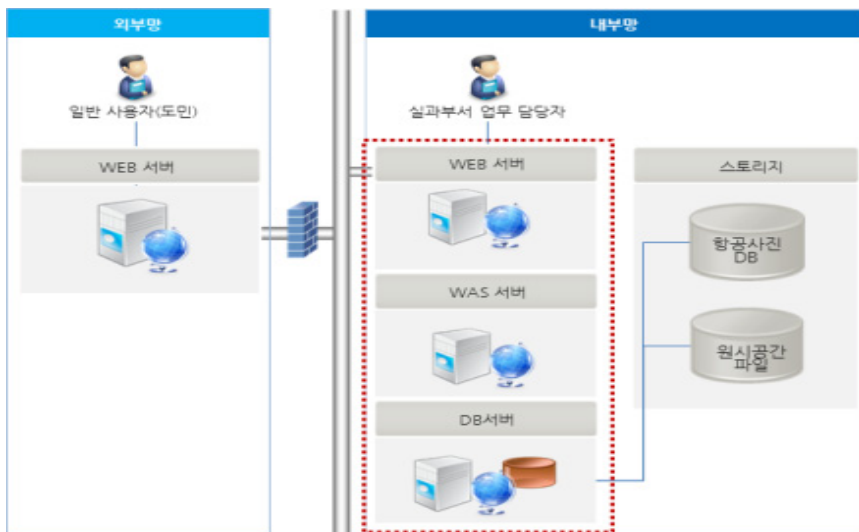 외부망
일반 사용자(도민)
WEB 서버
내부망
실과부서 업무 담당자
WEB 서버
WAS 서버
DB서버
스토리지
항공사진
DB
원시공간
파일